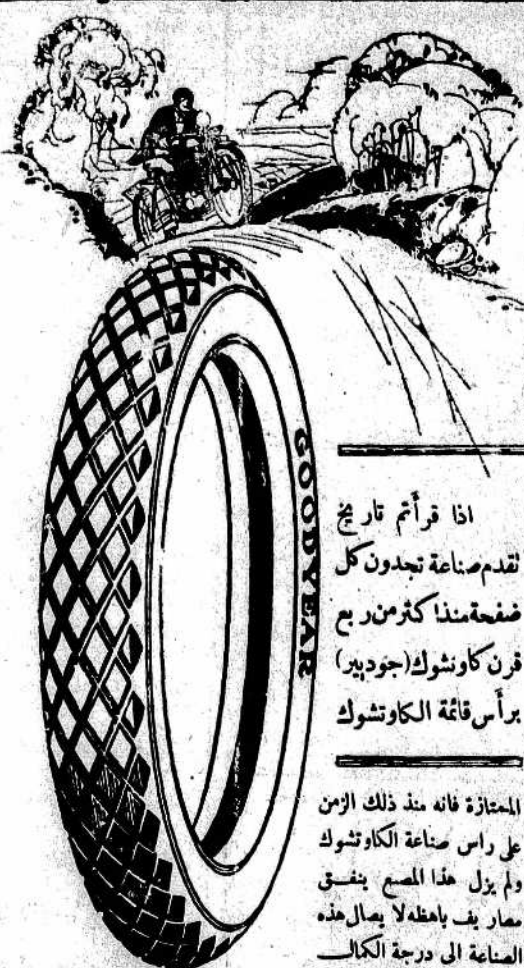 GOODYEAR
اذا قرأتم تاريخ
تقدم صناعة تجدون كل
صفحة منذ اكثر من ربع
قرن كاوتشوك (جوديير)
برأس قائمة الكاوتشوك
الممتازة فانه منذ ذلك الزمن
على راس صناعة الكاوتشوك
ولم يزل هذا المصنع ينفق
مصاريف باهظه لا يصال هذه
الصناعة الى درجة الكمال